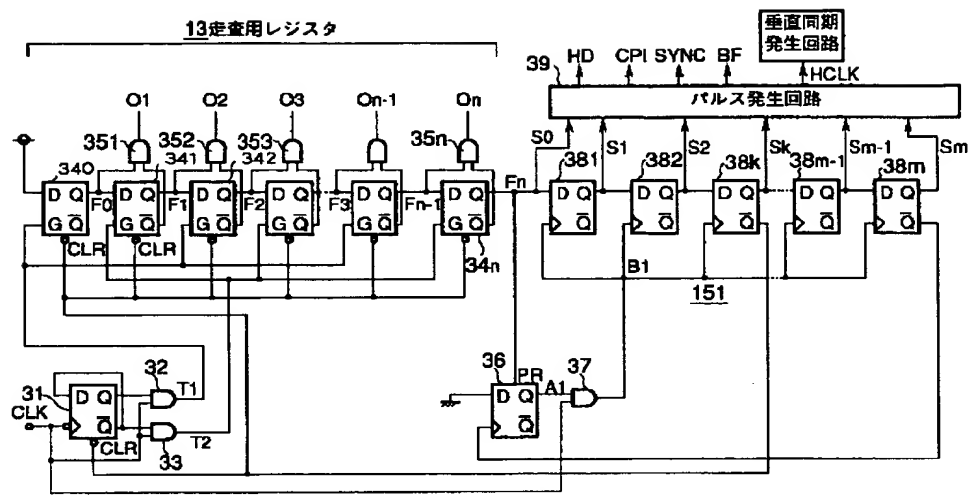 13走査用レジスタ
垂直同期
発生回路
39 HD CPI SYNC BF HCLK
パルス発生回路
O1 O2 O3 On-1 On
351 352 353 35n
S0 S1 S2 Sk Sm-1 Sm
340 341 342
381 382 38k 38m-1 38m
Fn
D Q D Q D Q D Q D Q D Q D Q D Q D Q D Q D Q
F0 F1 F2 F3 Fn-1
G Q G Q G Q G Q G Q G Q Q Q Q Q Q
CLR CLR
34n
B1
151
32
36 PR 37
31 D Q T1 D Q A1
CLK Q Q
CLR T2
33